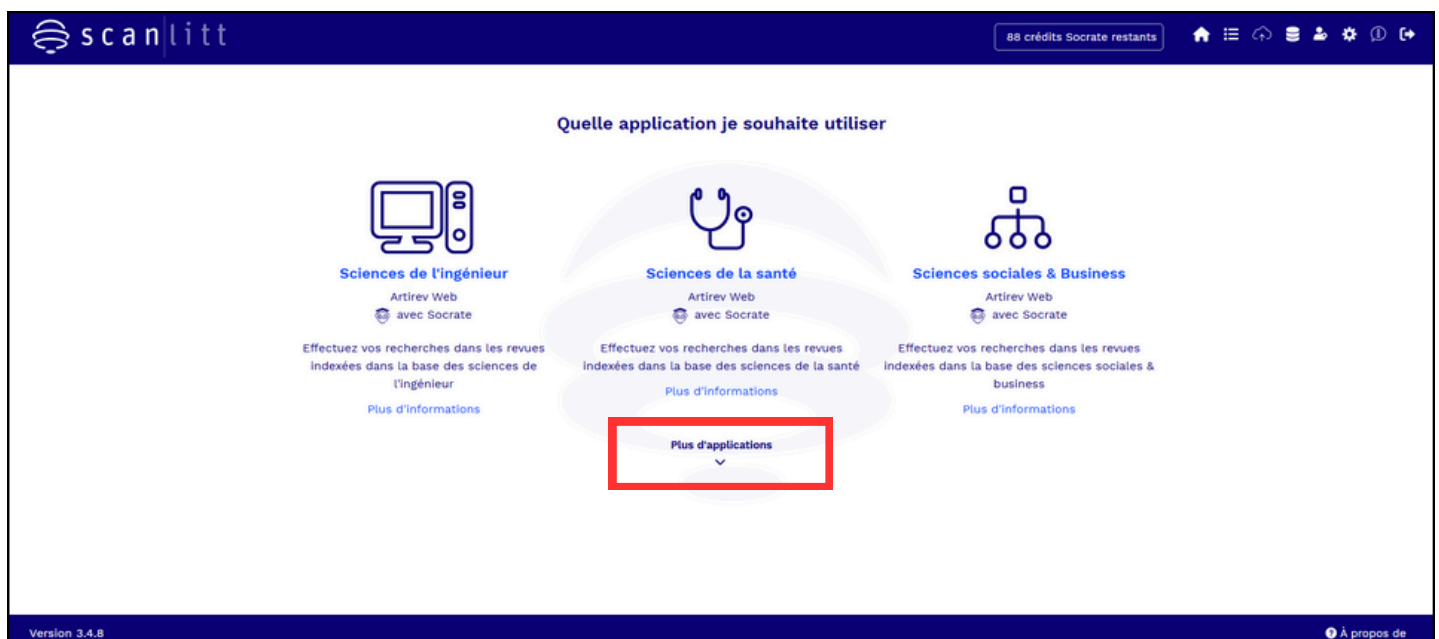 scanlitt
88 crédits Socrate restants
Quelle application je souhaite utiliser
Sciences de l'ingénieur
Artirev Web
avec Socrate
Effectuez vos recherches dans les revues
indexées dans la base des sciences de
l'ingénieur
Plus d'informations
Sciences de la santé
Artirev Web
avec Socrate
Effectuez vos recherches dans les revues
indexées dans la base des sciences de la santé
Plus d'informations
Sciences sociales & Business
Artirev Web
avec Socrate
Effectuez vos recherches dans les revues
indexées dans la base des sciences sociales &
business
Plus d'informations
Plus d'applications
Version 3.4.8
À propos de